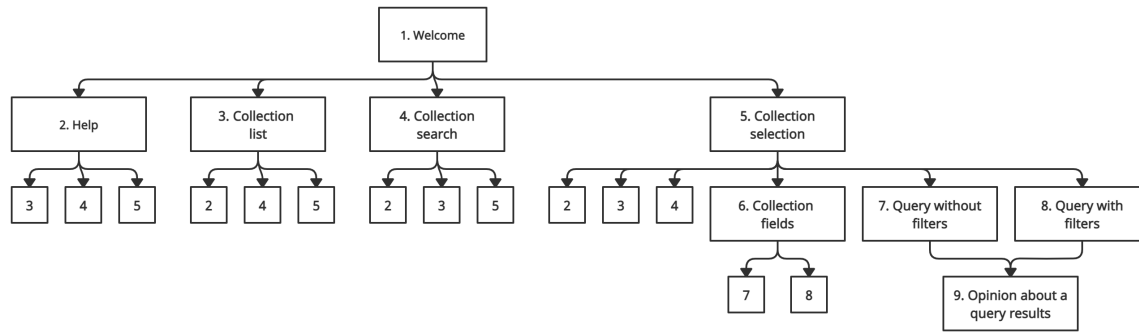 1. Welcome
2. Help
3. Collection
list
4. Collection
search
5. Collection
selection
3
4
5
2
4
5
2
3
5
2
3
4
6. Collection
fields
7. Query without
filters
8. Query with
filters
7
8
9. Opinion about a
query results